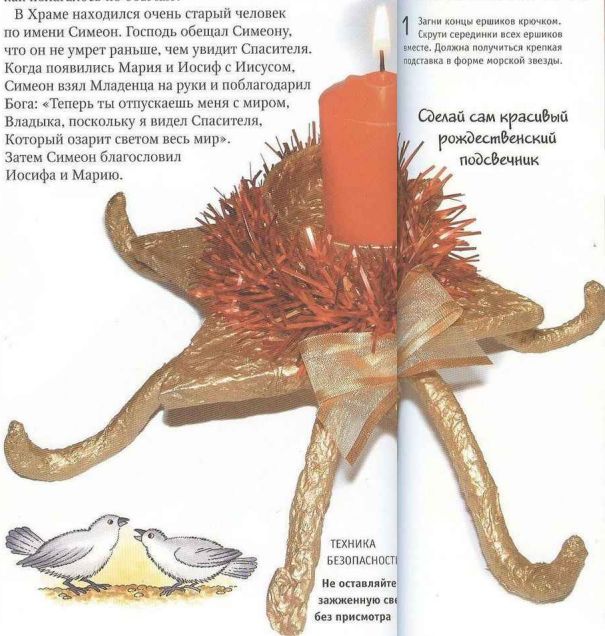 В Храме находился очень старый человек
по имени Симеон. Господь обещал Симеону,
что он не умрет раньше, чем увидит Спасителя.
Когда появились Мария и Иосиф с Иисусом,
Симеон взял Младенца на руки и поблагодарил
Бога: «Теперь ты отпускаешь меня с миром,
Владыка, поскольку я видел Спасителя,
Который озарит светом весь мир».
Затем Симеон благословил
Иосифа и Марию.
ТЕХНИКА
БЕЗОПАСНОСТИ
Не оставляйте
зажженную
без присмотра
1 Загни концы ершиков крючком.
Скрути серединки всех ершиков
вместе. Должна получиться крепкая
подставка в форме морской звезды.
Сделай сам красивый
рождественский
подсвечник